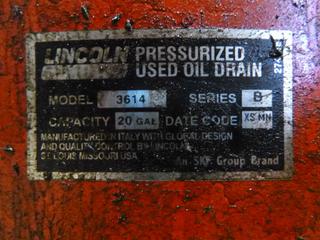 LINCOLN PRESSURIZED
USED OIL DRAIN
MODEL 3614 SERIES B
CAPACITY 20 GAL DATE CODE XS MN
MANUFACTURED IN ITALY WITH GLOBAL DESIGN
AND QUALITY CONTROL BY LINCOLN
ST. LOUIS MISSOURI USA An SKF Group Brand